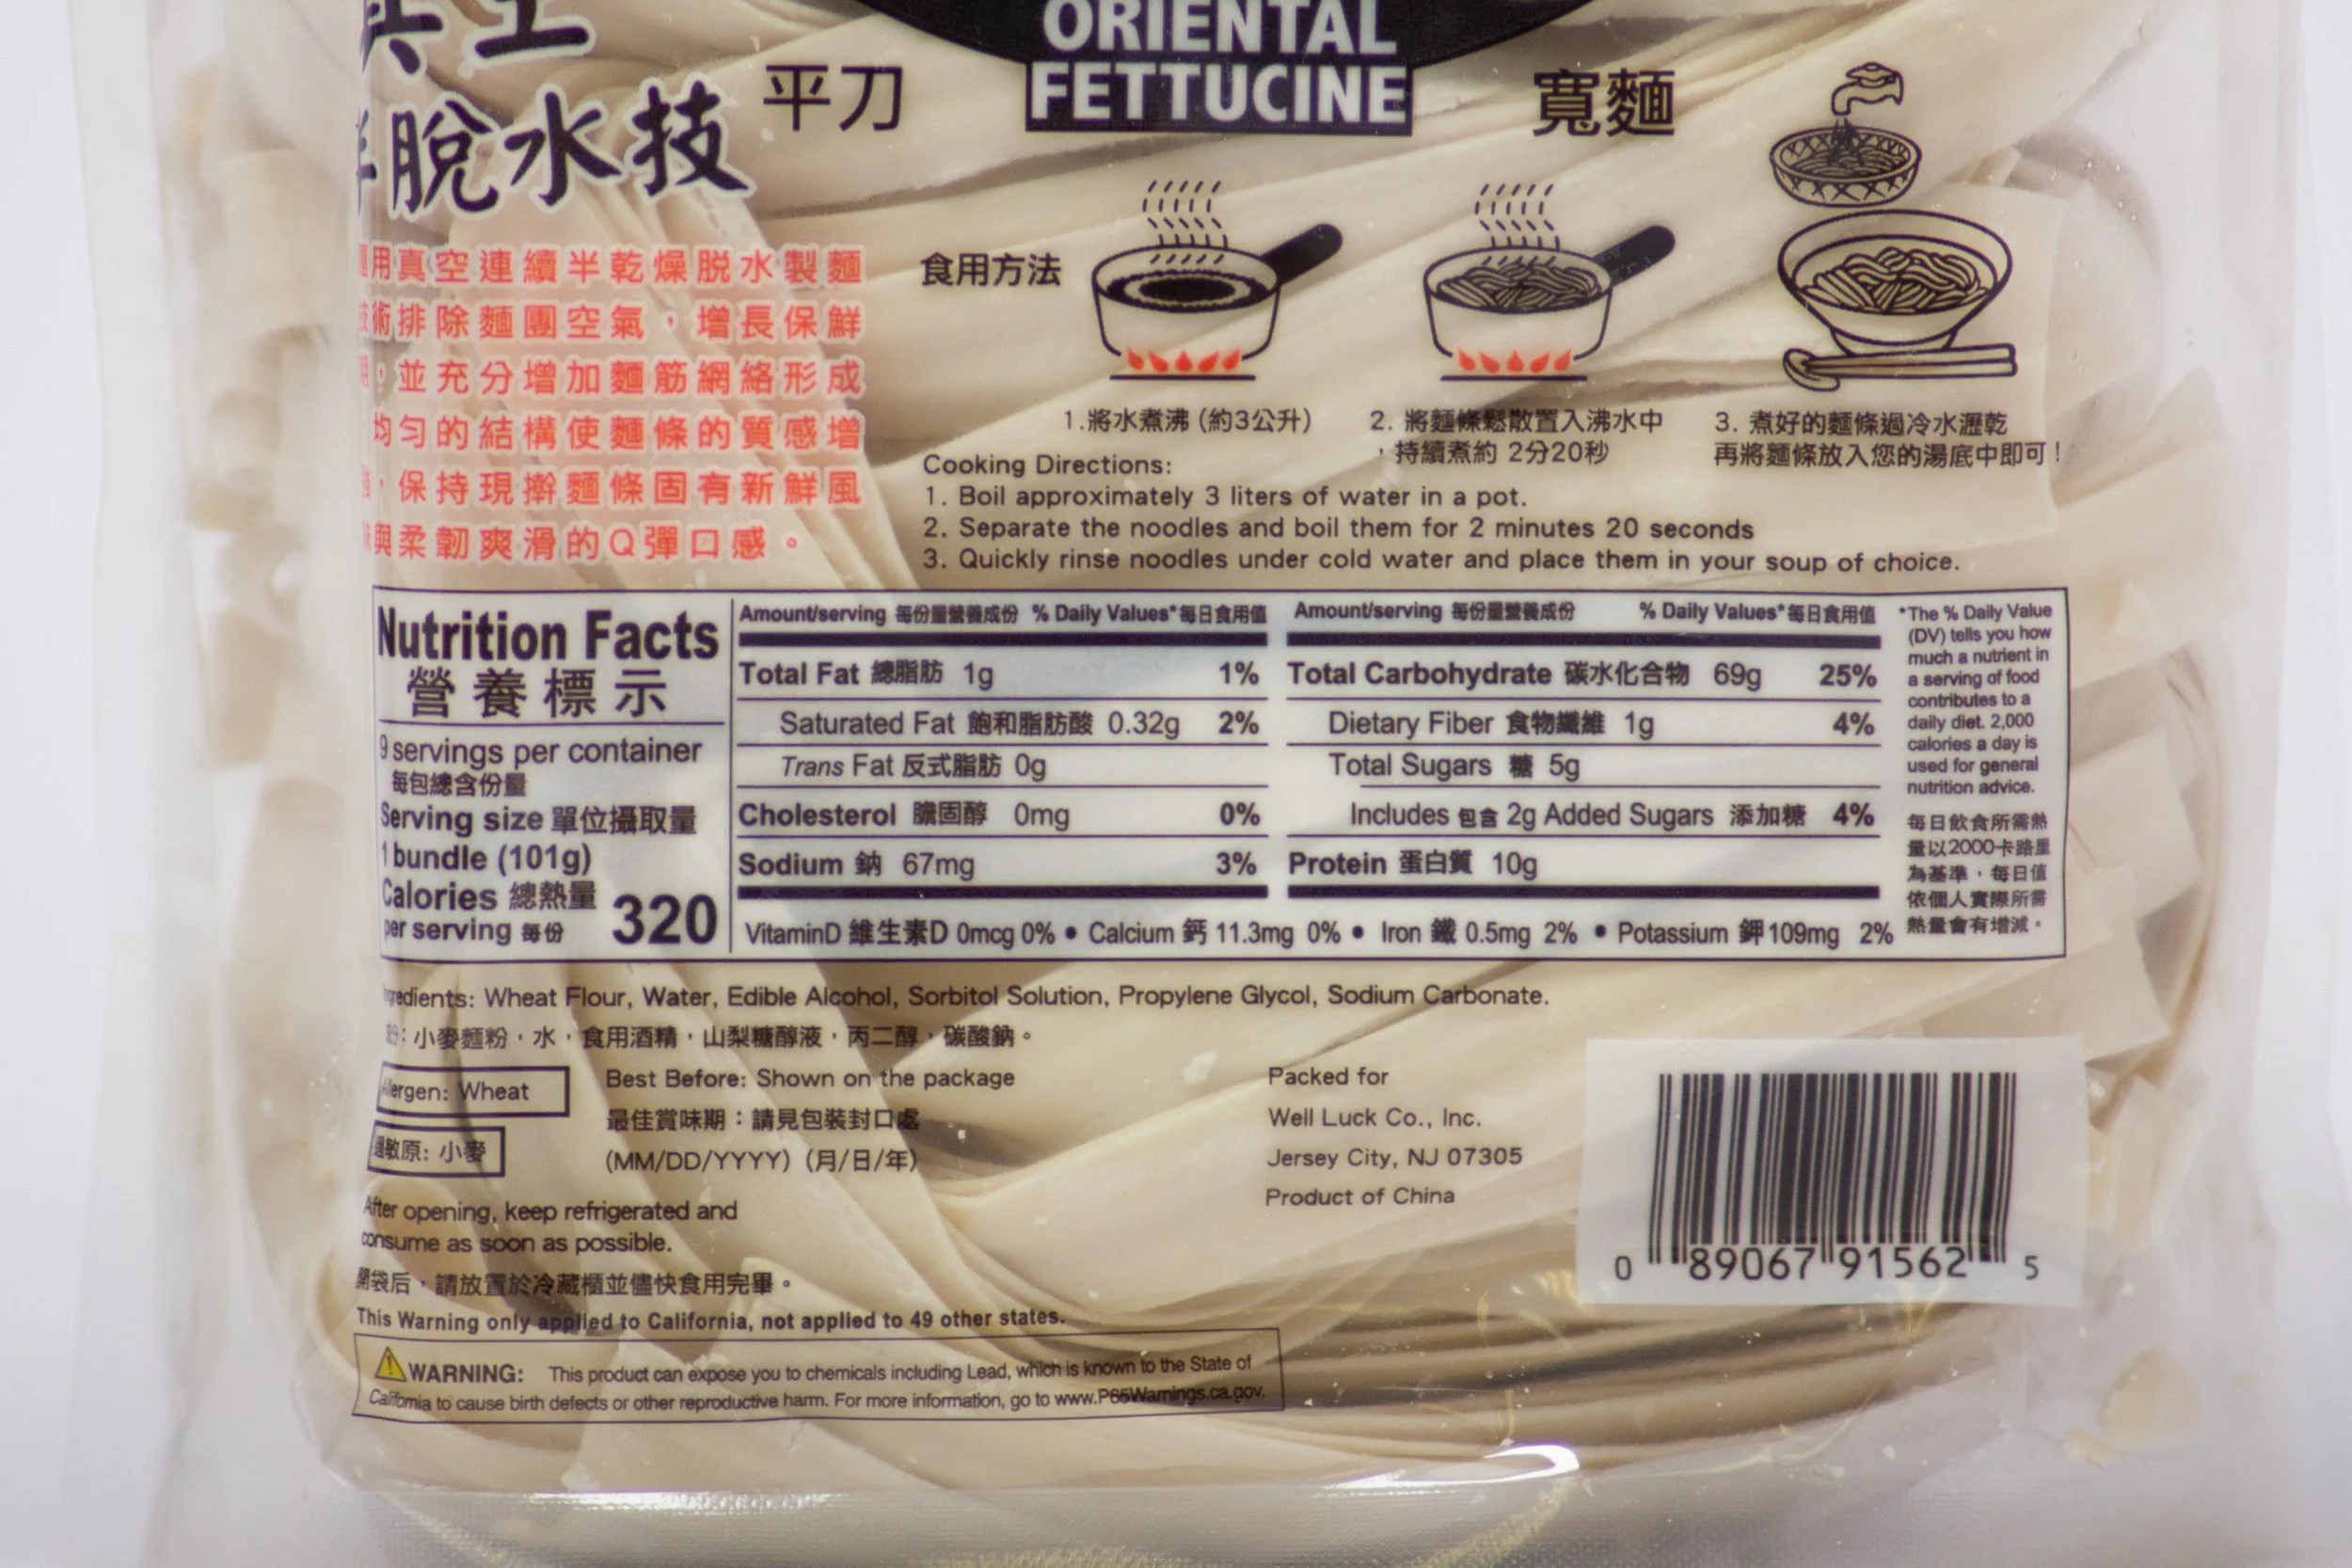 ORIENTAL
FETTUCINE
平刀
寬麵
脫水技
用真空連續半乾燥脫水製麵
術排除麵團空氣，增長保鮮
，並充分增加麵筋網絡形成
均勻的結構使麵條的質感增
，保持現擀麵條固有新鮮風
與柔韌爽滑的Q彈口感。
食用方法
1.將水煮沸 (約3公升)
2. 將麵條鬆散置入沸水中
，持續煮約 2分20秒
3. 煮好的麵條過冷水瀝乾
再將麵條放入您的湯底中即可！
Cooking Directions:
1. Boil approximately 3 liters of water in a pot.
2. Separate the noodles and boil them for 2 minutes 20 seconds
3. Quickly rinse noodles under cold water and place them in your soup of choice.
Nutrition Facts
營養標示
9 servings per container
每包總含份量
Serving size 單位攝取量
1 bundle (101g)
Calories 總熱量
per serving 每份 320
Amount/serving 每份量營養成份 % Daily Values* 每日食用值
Total Fat 總脂肪 1g 1%
Saturated Fat 飽和脂肪酸 0.32g 2%
Trans Fat 反式脂肪 0g
Cholesterol 膽固醇 0mg 0%
Sodium 鈉 67mg 3%
Amount/serving 每份量營養成份 % Daily Values* 每日食用值
Total Carbohydrate 碳水化合物 69g 25%
Dietary Fiber 食物纖維 1g 4%
Total Sugars 糖 5g
Includes 包含 2g Added Sugars 添加糖 4%
Protein 蛋白質 10g
VitaminD 維生素D 0mcg 0% • Calcium 鈣 11.3mg 0% • Iron 鐵 0.5mg 2% • Potassium 鉀 109mg 2%
*The % Daily Value
(DV) tells you how
much a nutrient in
a serving of food
contributes to a
daily diet. 2,000
calories a day is
used for general
nutrition advice.
每日飲食所需熱
量以2000卡路里
為基準，每日值
依個人實際所需
熱量會有增減。
Ingredients: Wheat Flour, Water, Edible Alcohol, Sorbitol Solution, Propylene Glycol, Sodium Carbonate.
成份：小麥麵粉，水，食用酒精，山梨糖醇液，丙二醇，碳酸鈉。
Allergen: Wheat
過敏原: 小麥
Best Before: Shown on the package
最佳賞味期：請見包裝封口處
(MM/DD/YYYY) (月/日/年)
Packed for
Well Luck Co., Inc.
Jersey City, NJ 07305
Product of China
After opening, keep refrigerated and
consume as soon as possible.
開袋后，請放置於冷藏櫃並儘快食用完畢。
This Warning only applied to California, not applied to 49 other states.
WARNING: This product can expose you to chemicals including Lead, which is known to the State of
California to cause birth defects or other reproductive harm. For more information, go to www.P65Warnings.ca.gov.
0 89067 91562 5